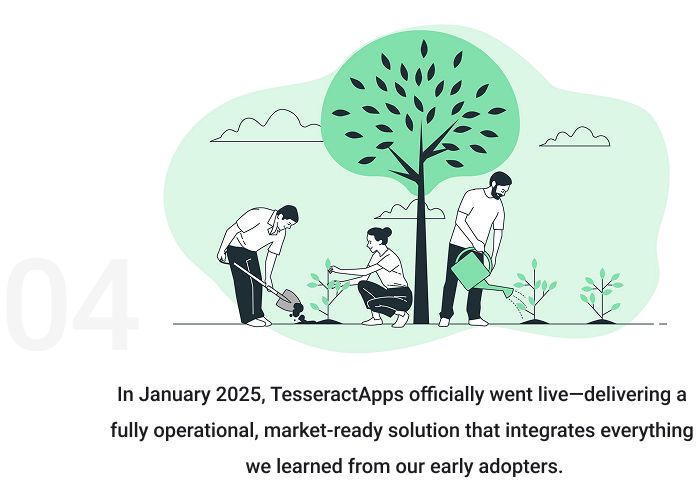 04
In January 2025, TesseractApps officially went live—delivering a
fully operational, market-ready solution that integrates everything
we learned from our early adopters.